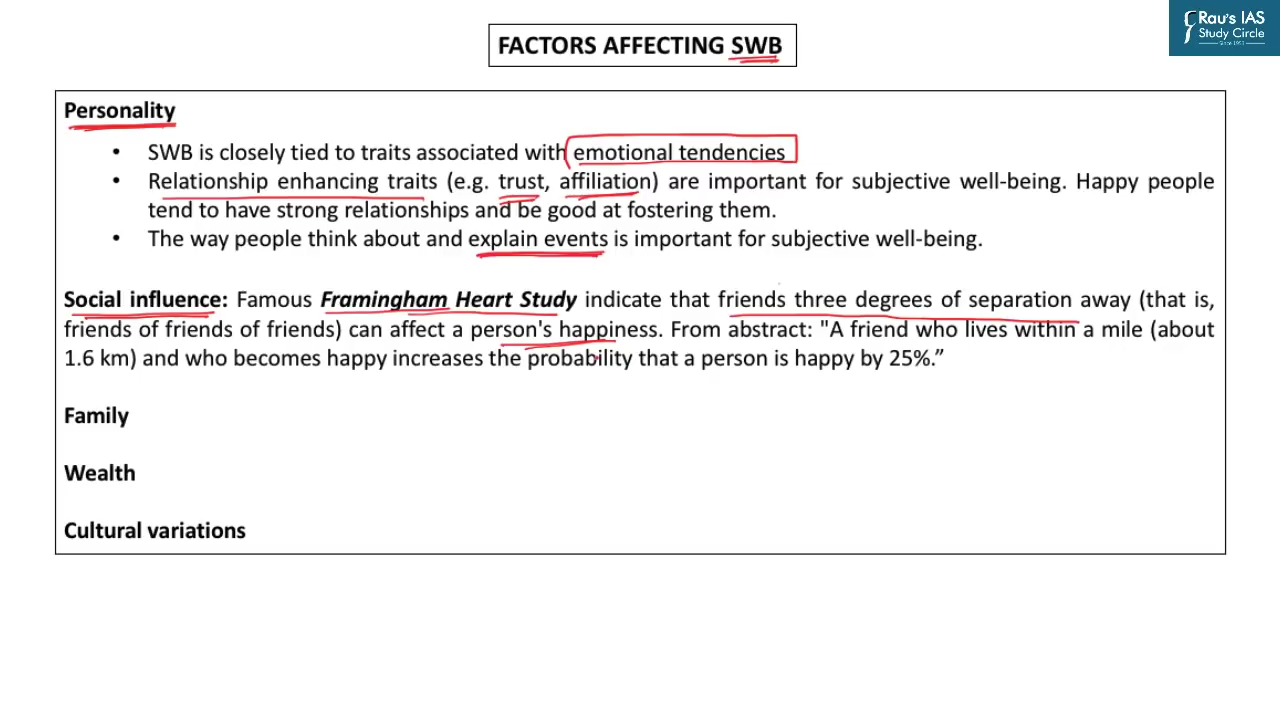 Rau's IAS
Study Circle
Since 1953
FACTORS AFFECTING SWB
Personality
• SWB is closely tied to traits associated with emotional tendencies
• Relationship enhancing traits (e.g. trust, affiliation) are important for subjective well-being. Happy people
tend to have strong relationships and be good at fostering them.
• The way people think about and explain events is important for subjective well-being.
Social influence: Famous Framingham Heart Study indicate that friends three degrees of separation away (that is,
friends of friends of friends) can affect a person's happiness. From abstract: "A friend who lives within a mile (about
1.6 km) and who becomes happy increases the probability that a person is happy by 25%.”
Family
Wealth
Cultural variations